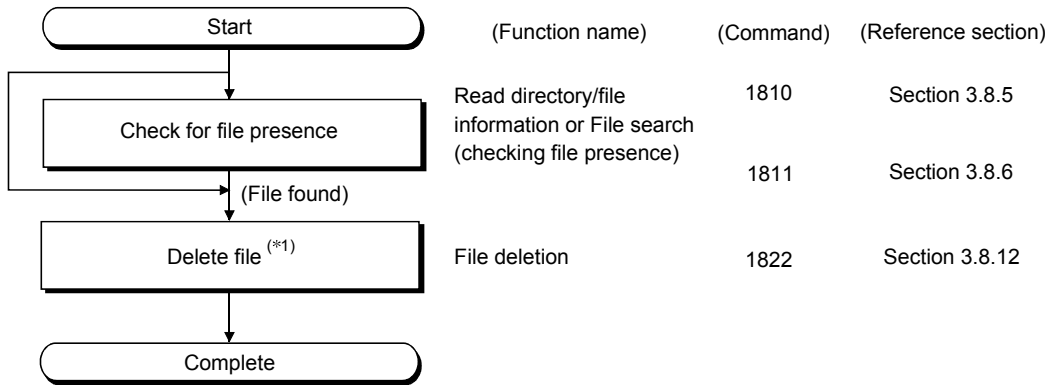 Start
(Function name) (Command) (Reference section)
Check for file presence
Read directory/file
information or File search
(checking file presence)
1810 Section 3.8.5
1811 Section 3.8.6
(File found)
Delete file (*1)
File deletion 1822 Section 3.8.12
Complete